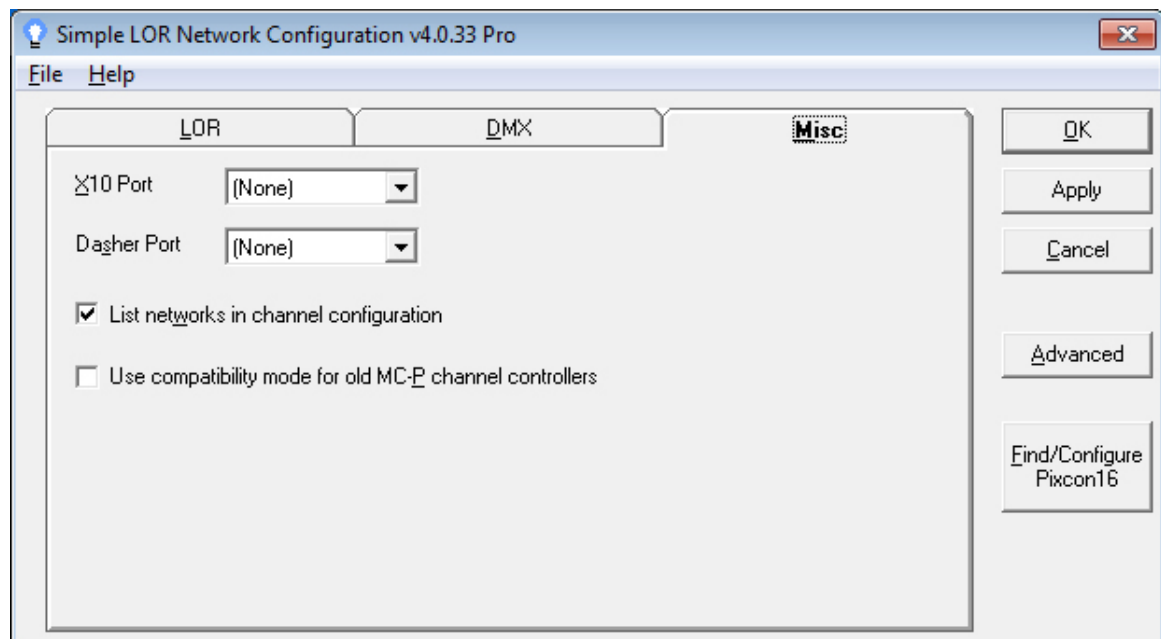 Simple LOR Network Configuration v4.0.33 Pro
File Help
LOR DMX Misc
OK
X10 Port (None)
Apply
Dasher Port (None)
Cancel
List networks in channel configuration
Advanced
Use compatibility mode for old MC-P channel controllers
Find/Configure
Pixcon16